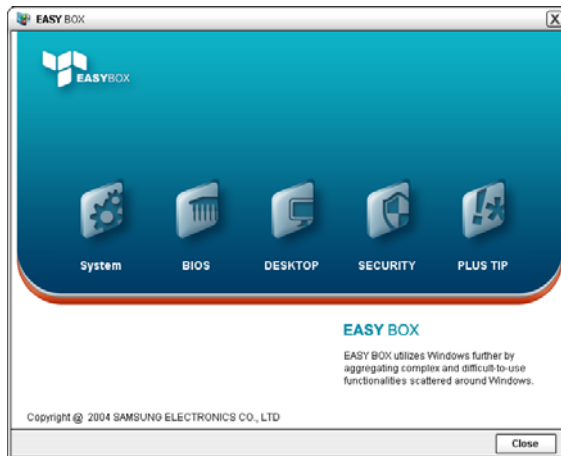 EASY BOX
X
EASYBOX
System
BIOS
DESKTOP
SECURITY
PLUS TIP
EASY BOX
EASY BOX utilizes Windows further by
aggregating complex and difficult-to-use
functionalities scattered around Windows.
Copyright @ 2004 SAMSUNG ELECTRONICS CO., LTD
Close